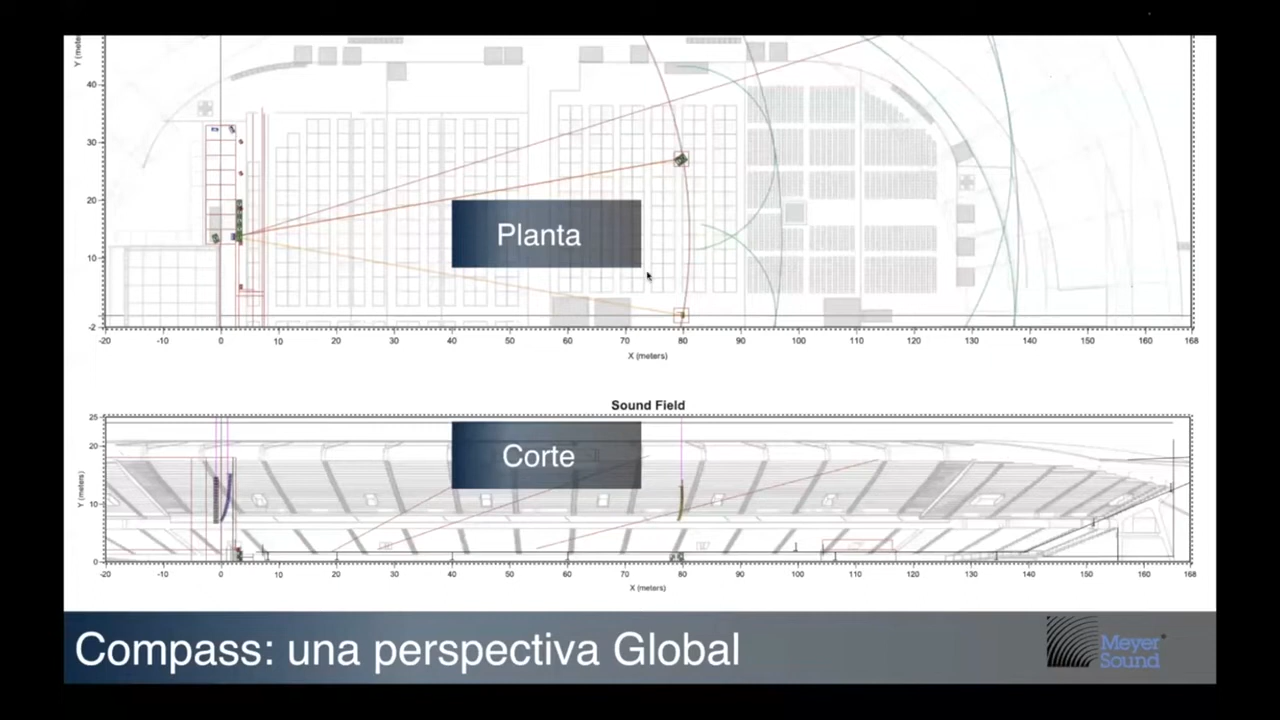 Y (mete
40
30
20
10
-2
Planta
-20 -10 0 10 20 30 40 50 60 70 80 90 100 110 120 130 140 150 160 168
X (meters)
Sound Field
25
20
10
0
Y (meters)
Corte
-20 -10 0 10 20 30 40 50 60 70 80 90 100 110 120 130 140 150 160 168
X (meters)
Compass: una perspectiva Global
Meyer
Sound